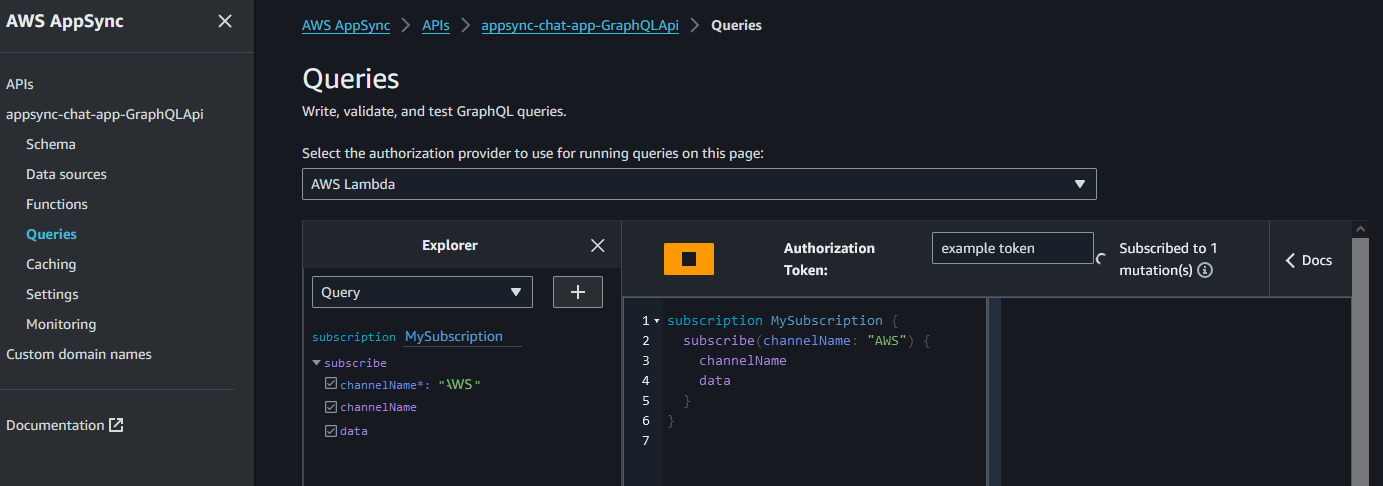 AWS AppSync
APIs
appsync-chat-app-GraphQLApi
Schema
Data sources
Functions
Queries
Caching
Settings
Monitoring
Custom domain names
Documentation
AWS AppSync > APIs > appsync-chat-app-GraphQLApi > Queries
Queries
Write, validate, and test GraphQL queries.
Select the authorization provider to use for running queries on this page:
AWS Lambda
Explorer
Query
+
subscription MySubscription
subscribe
channelName*: "AWS"
channelName
data
Authorization
Token:
example token
Subscribed to 1
mutation(s)
Docs
1 subscription MySubscription {
2 subscribe(channelName: "AWS") {
3 channelName
4 data
5 }
6 }
7